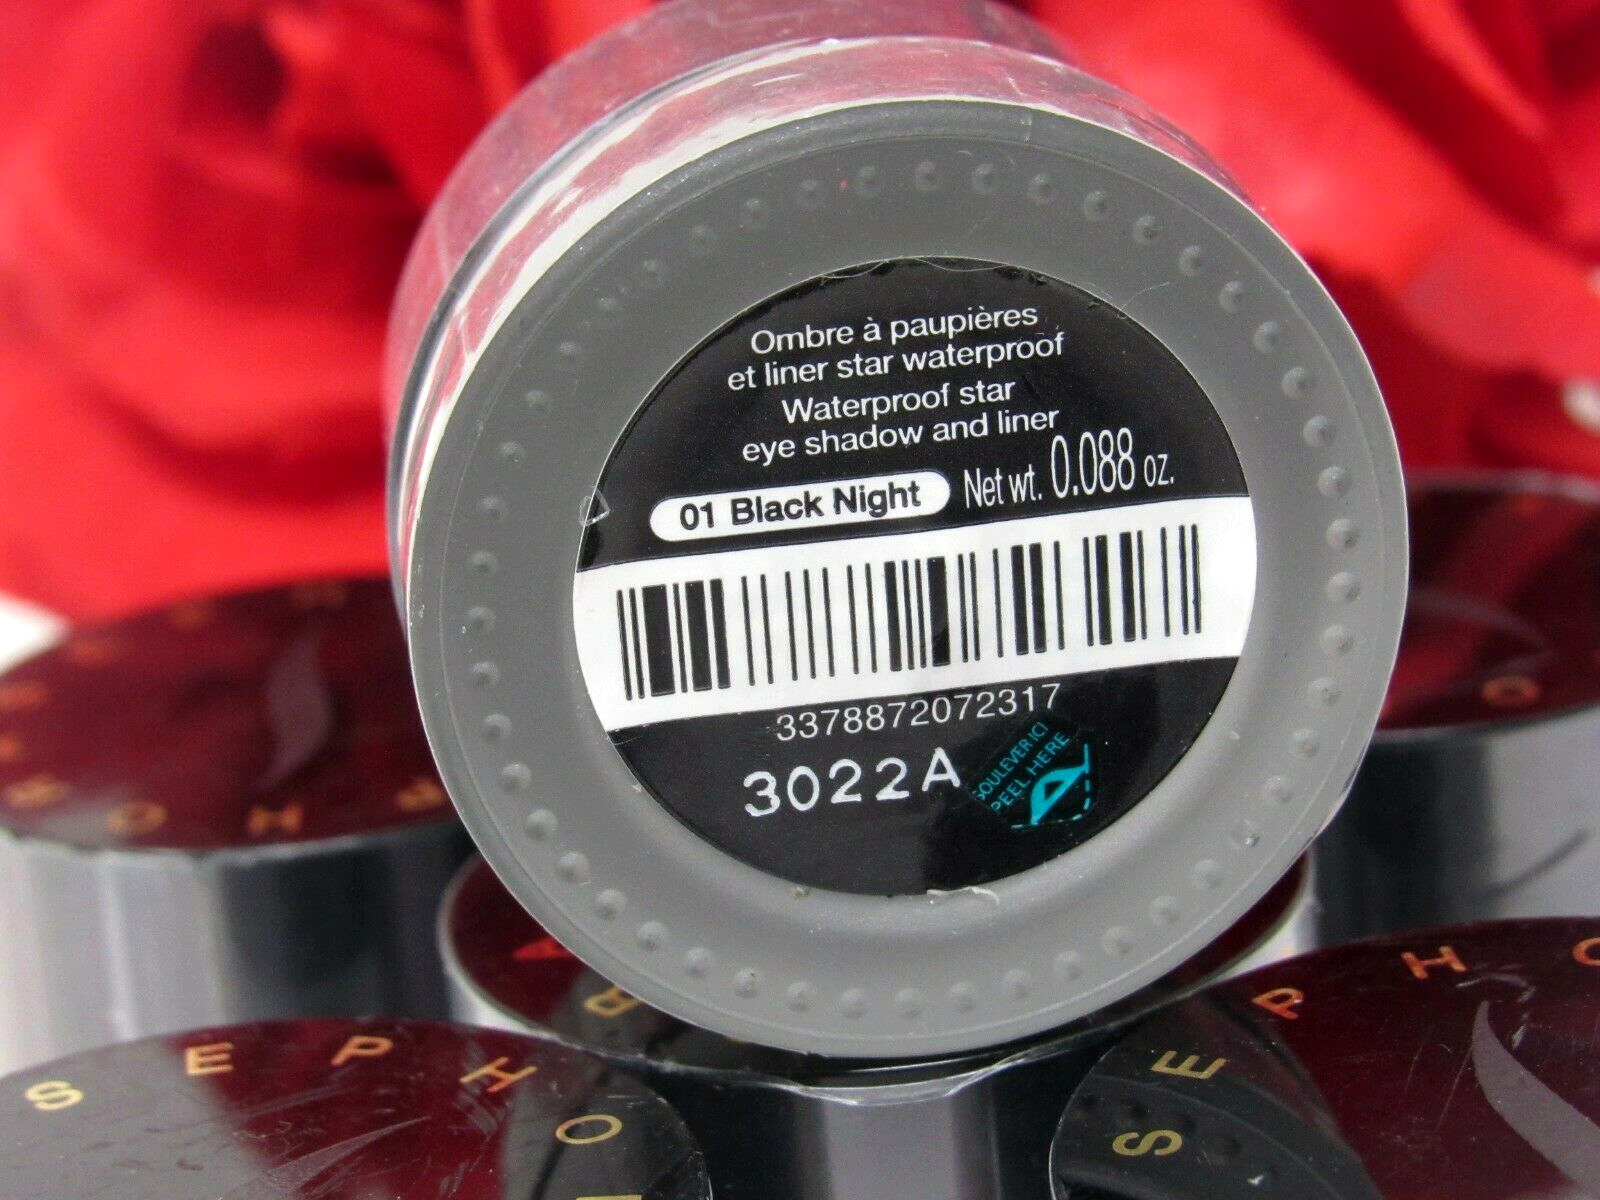 Ombre à paupières
et liner star waterproof
Waterproof star
eye shadow and liner
01 Black Night Net wt. 0.088 oz.
3378872072317
3022A
SOULEVER ICI
PEEL HERE
SEPHO
SEPHO